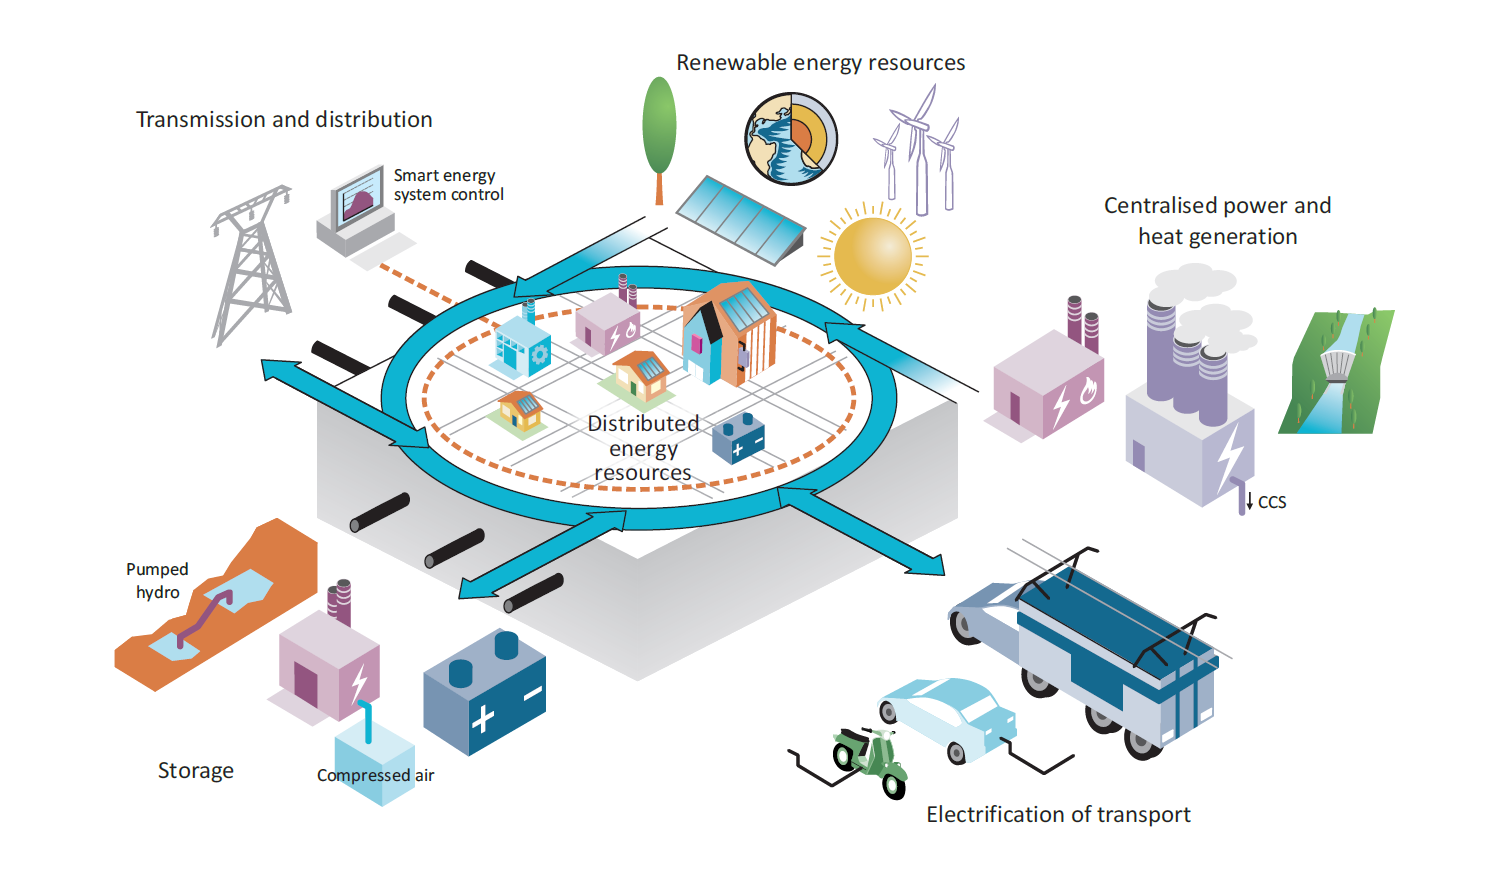 Renewable energy resources
Transmission and distribution
Smart energy
system control
Centralised power and
heat generation
Distributed
energy
resources
CCS
Pumped
hydro
Storage
Compressed air
Electrification of transport